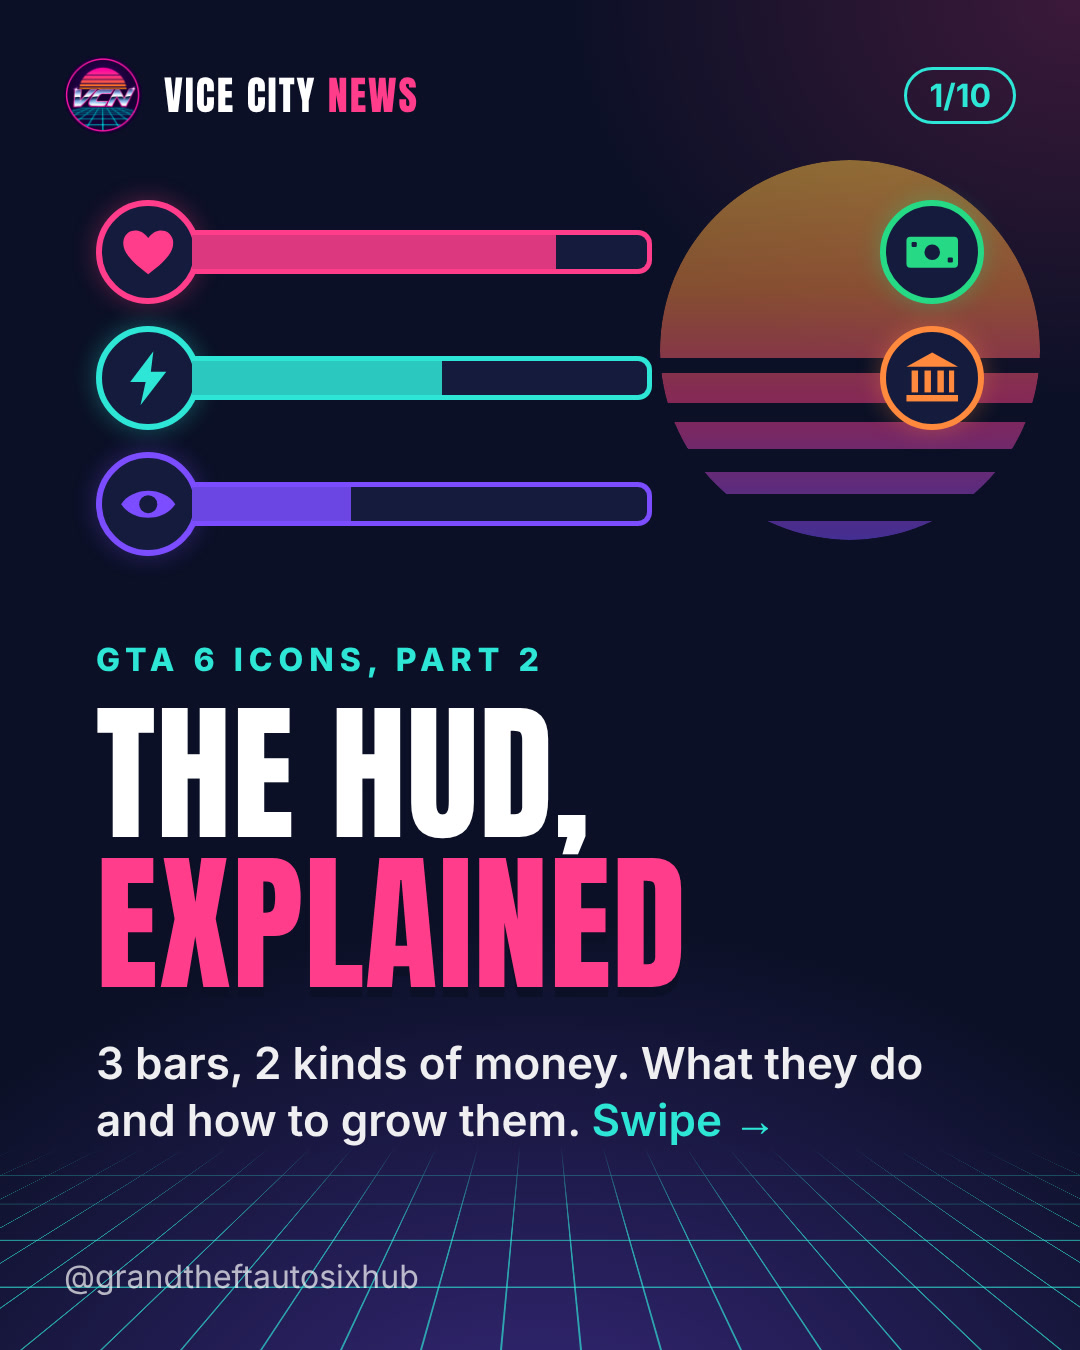 VCN
VICE CITY NEWS
1/10
GTA 6 ICONS, PART 2
THE HUD,
EXPLAINED
3 bars, 2 kinds of money. What they do
and how to grow them. Swipe →
@grandtheftautosixhub